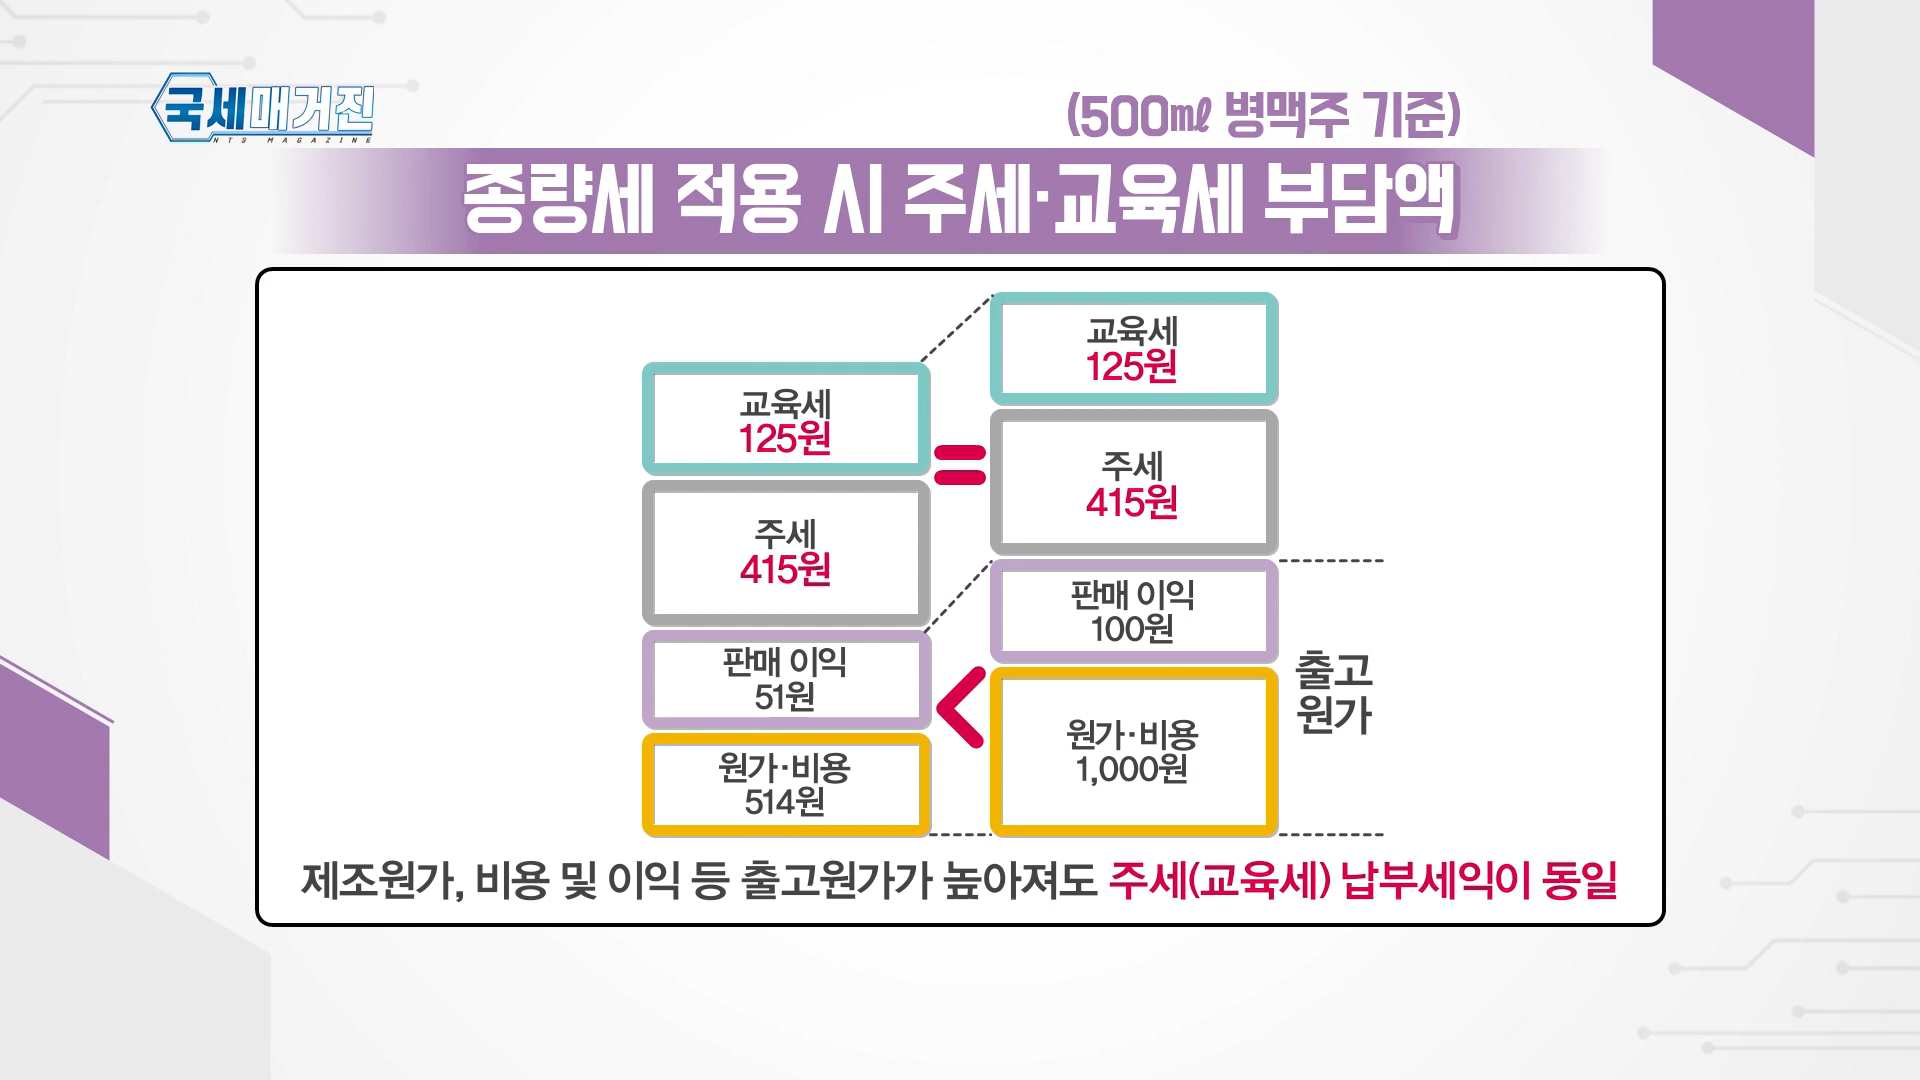 국세매거진
NTS MAGAZINE
(500㎖ 병맥주 기준)
종량세 적용 시 주세·교육세 부담액
교육세
125원
주세
415원
판매 이익
51원
원가·비용
514원
=
<
교육세
125원
주세
415원
판매 이익
100원
원가·비용
1,000원
출고
원가
제조원가, 비용 및 이익 등 출고원가가 높아져도 주세(교육세) 납부세익이 동일